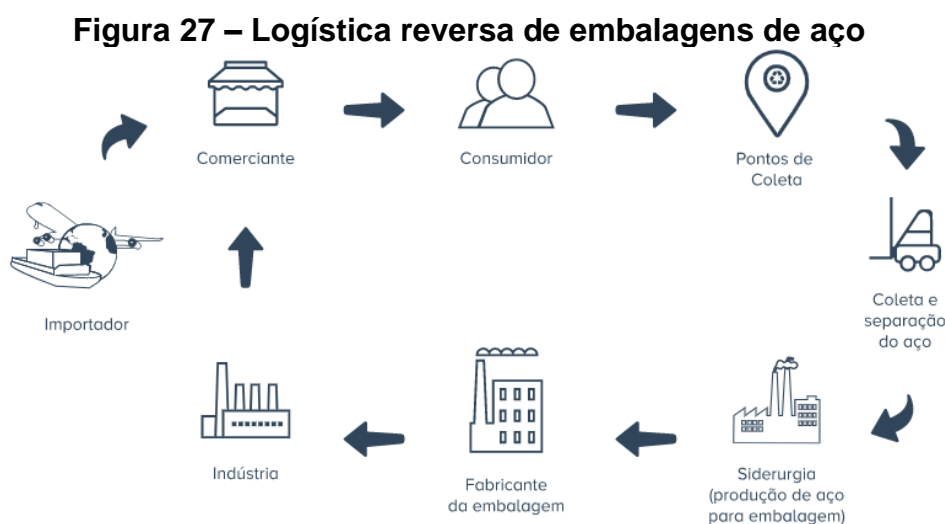 Figura 27 – Logística reversa de embalagens de aço
Comerciante
Consumidor
Pontos de
Coleta
Importador
Coleta e
separação
do aço
Indústria
Fabricante
da embalagem
Siderurgia
(produção de aço
para embalagem)